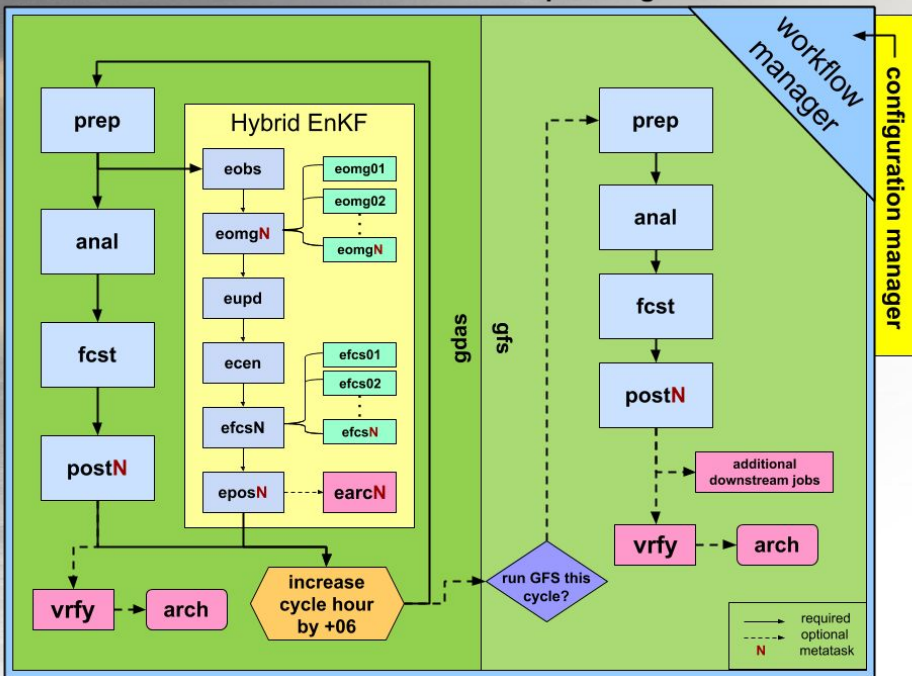 workflow
manager
configuration manager
prep
anal
fcst
postN
vrfy
arch
Hybrid EnKF
eobs
eomgN
eomg01
eomg02
eomgN
eupd
ecen
efcsN
efcs01
efcs02
efcsN
eposN
earcN
increase
cycle hour
by +06
gdas
gfs
run GFS this
cycle?
prep
anal
fcst
postN
additional
downstream jobs
vrfy
arch
required
optional
N metatask